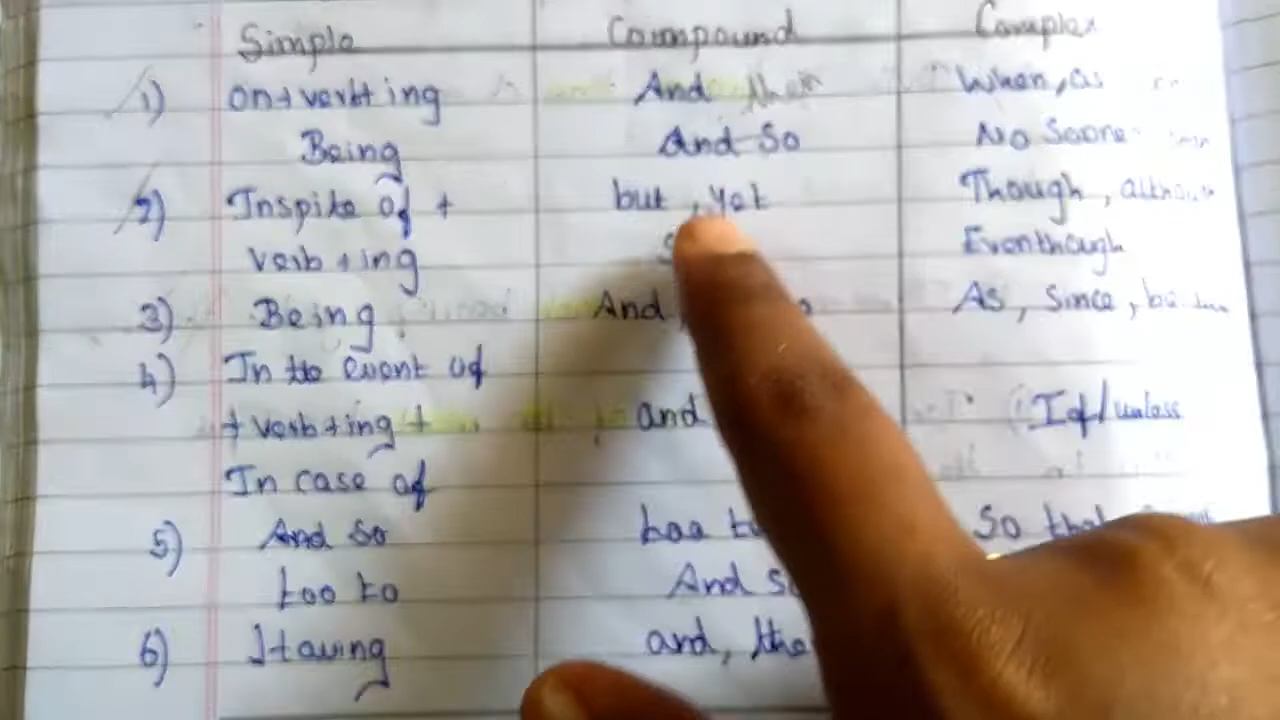 Simple Compound Complex
1) On+verb+ing And then When, as
Being And so No Sooner
2) Inspite of + but, yet Though, although
verb +ing Eventhough
3) Being And As, Since,
4) In the event of
+ verb+ing + and If/unless
In case of
5) And so too to So that
too to And so
6) Having and,